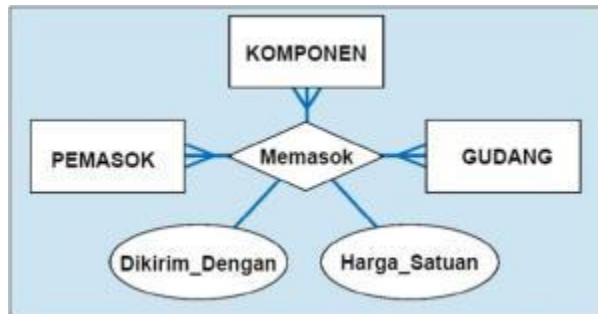 KOMPONEN
PEMASOK
Memasok
GUDANG
Dikirim_Dengan
Harga_Satuan